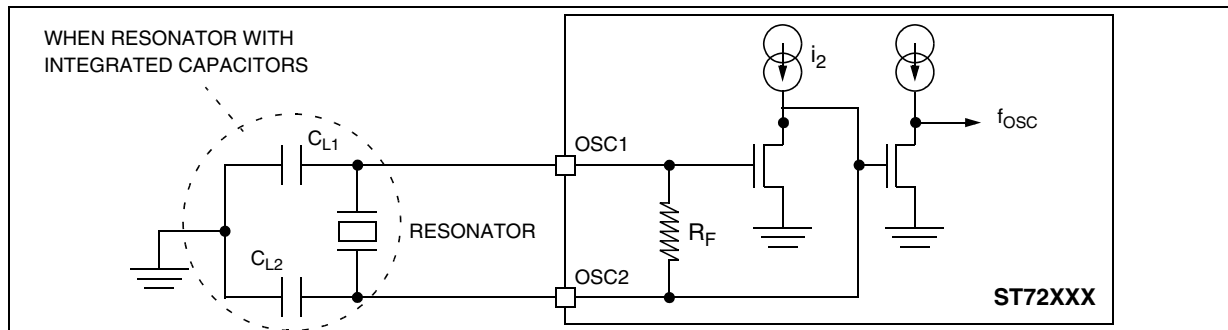 WHEN RESONATOR WITH
INTEGRATED CAPACITORS
i2
fOSC
CL1
OSC1
RESONATOR
RF
CL2
OSC2
ST72XXX